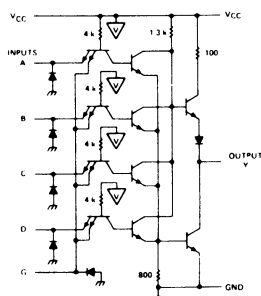 VCC VCC
INPUTS
4 k V 1.3 k 100
A
4 k V
B
4 k V
OUTPUT
Y
C
4 k V
D
G 800
GND